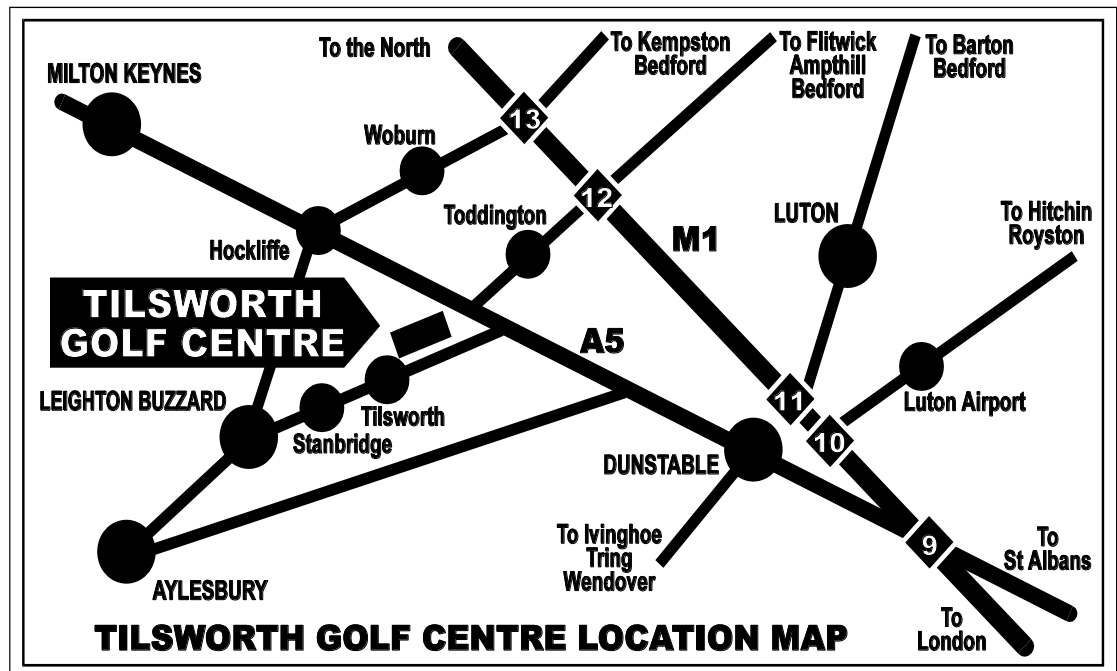 To the North
To Kempston
Bedford
To Flitwick
Ampthill
Bedford
To Barton
Bedford
MILTON KEYNES
13
Woburn
12
Toddington
LUTON
To Hitchin
Royston
Hockliffe
M1
TILSWORTH
GOLF CENTRE
A5
LEIGHTON BUZZARD
Tilsworth
Stanbridge
11
Luton Airport
10
DUNSTABLE
To Ivinghoe
Tring
Wendover
9
To
St Albans
AYLESBURY
To
London
TILSWORTH GOLF CENTRE LOCATION MAP